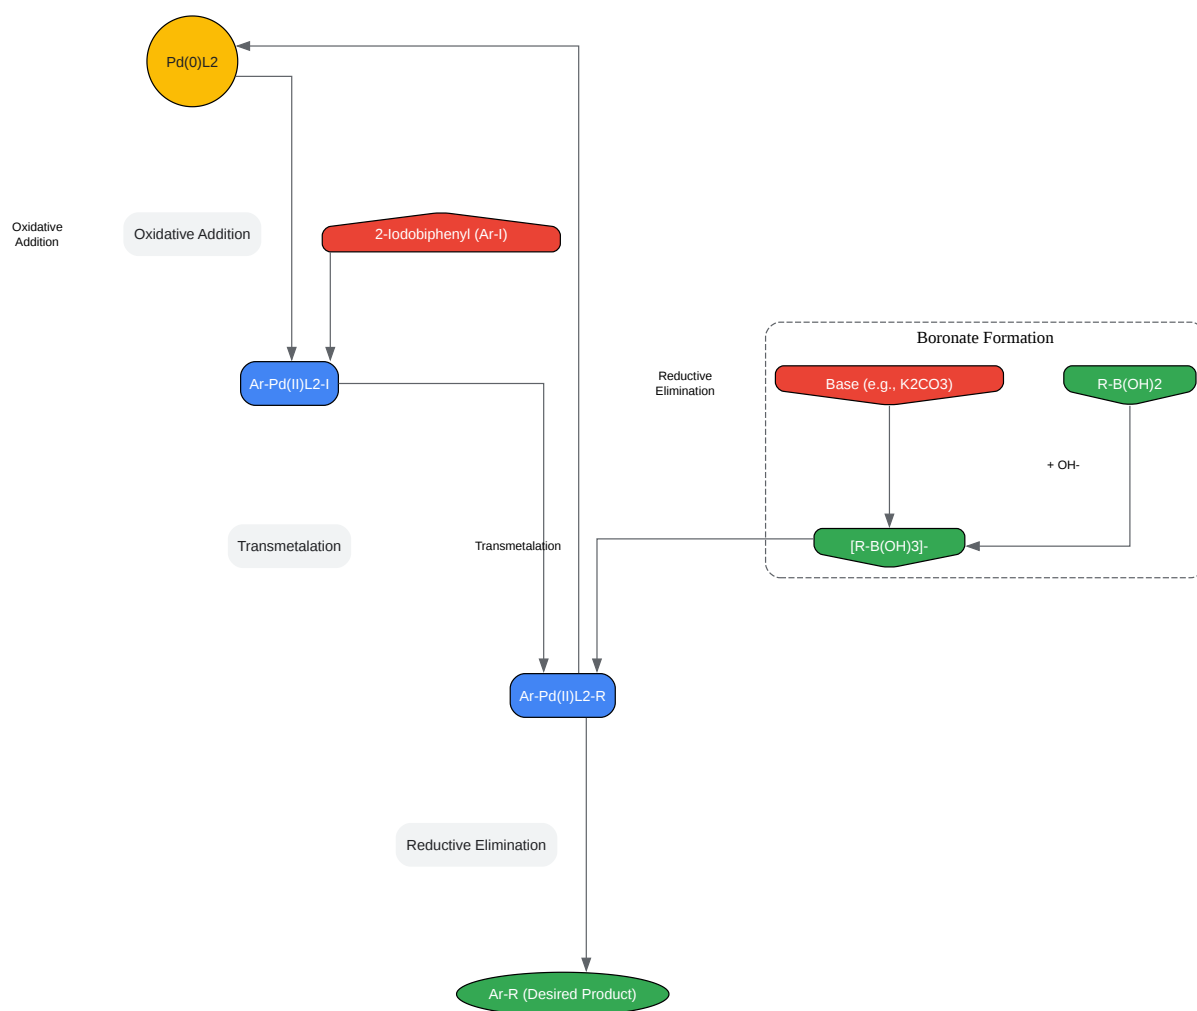 Pd(0)L2
Oxidative
Addition
Oxidative Addition
2-Iodobiphenyl (Ar-I)
Boronate Formation
Ar-Pd(II)L2-I
Reductive
Elimination
Base (e.g., K2CO3)
R-B(OH)2
+ OH-
Transmetalation
Transmetalation
[R-B(OH)3]-
Ar-Pd(II)L2-R
Reductive Elimination
Ar-R (Desired Product)